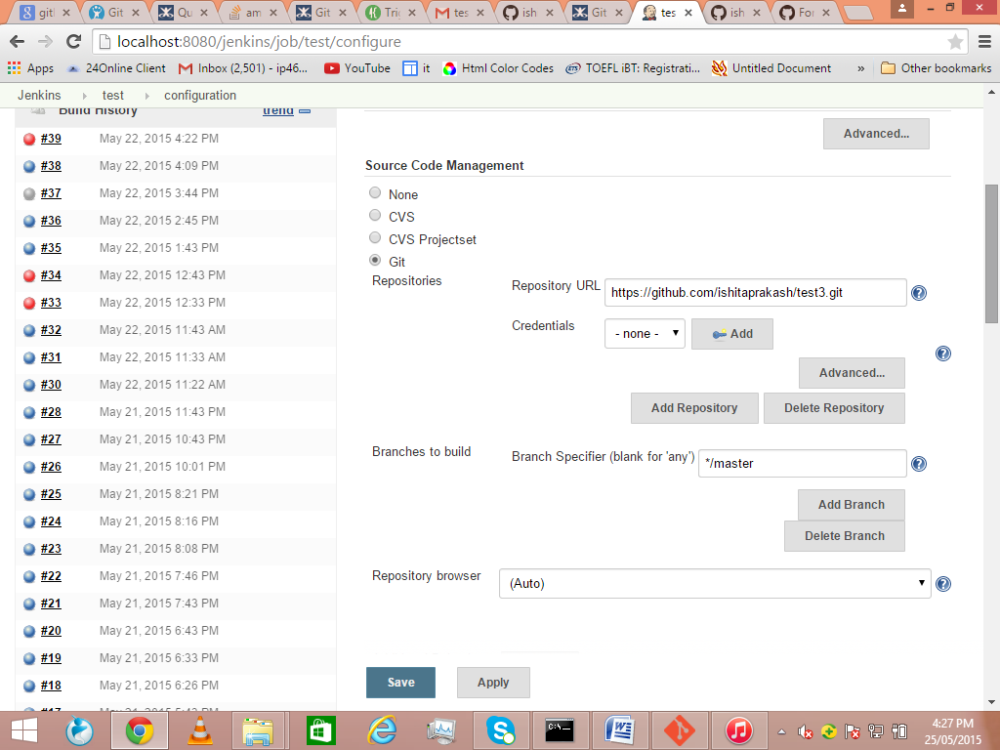 gitl
Git
Qu
am
Git
Tri
tes
ish
Git
tes
ish
For
localhost:8080/jenkins/job/test/configure
Apps 24Online Client Inbox (2,501) - ip46... YouTube it Html Color Codes TOEFL iBT: Registrati... Untitled Document » Other bookmarks
Jenkins test configuration
Build History trend
#39 May 22, 2015 4:22 PM
#38 May 22, 2015 4:09 PM
#37 May 22, 2015 3:44 PM
#36 May 22, 2015 2:45 PM
#35 May 22, 2015 1:43 PM
#34 May 22, 2015 12:43 PM
#33 May 22, 2015 12:33 PM
#32 May 22, 2015 11:43 AM
#31 May 22, 2015 11:33 AM
#30 May 22, 2015 11:22 AM
#28 May 21, 2015 11:43 PM
#27 May 21, 2015 10:43 PM
#26 May 21, 2015 10:01 PM
#25 May 21, 2015 8:21 PM
#24 May 21, 2015 8:16 PM
#23 May 21, 2015 8:08 PM
#22 May 21, 2015 7:46 PM
#21 May 21, 2015 7:43 PM
#20 May 21, 2015 6:43 PM
#19 May 21, 2015 6:33 PM
#18 May 21, 2015 6:26 PM
#17 May 21, 2015 5:43 PM
Advanced...
Source Code Management
None
CVS
CVS Projectset
Git
Repositories
Repository URL https://github.com/ishitaprakash/test3.git
Credentials - none - Add
Advanced...
Add Repository Delete Repository
Branches to build Branch Specifier (blank for 'any') */master
Add Branch
Delete Branch
Repository browser (Auto)
Save Apply
4:27 PM
25/05/2015